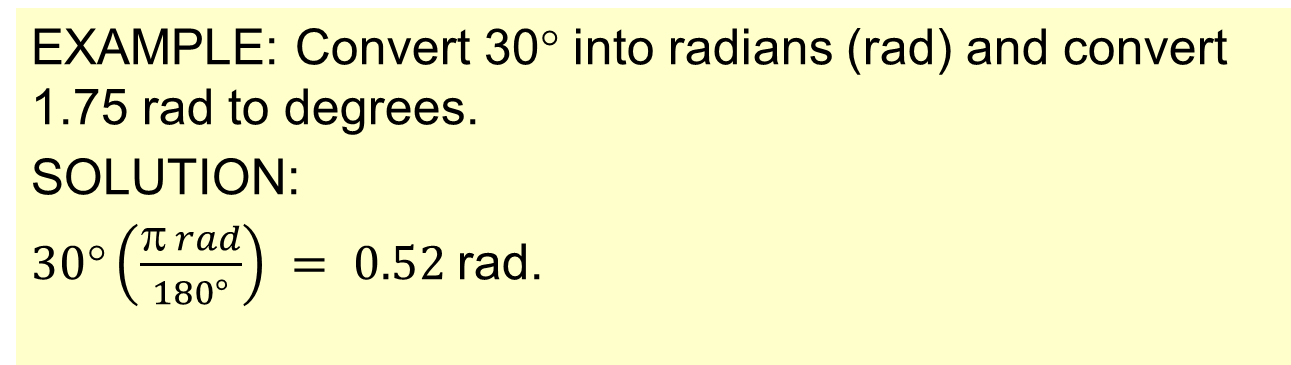 EXAMPLE: Convert 30° into radians (rad) and convert
1.75 rad to degrees.
SOLUTION:
30° (π rad / 180°) = 0.52 rad.